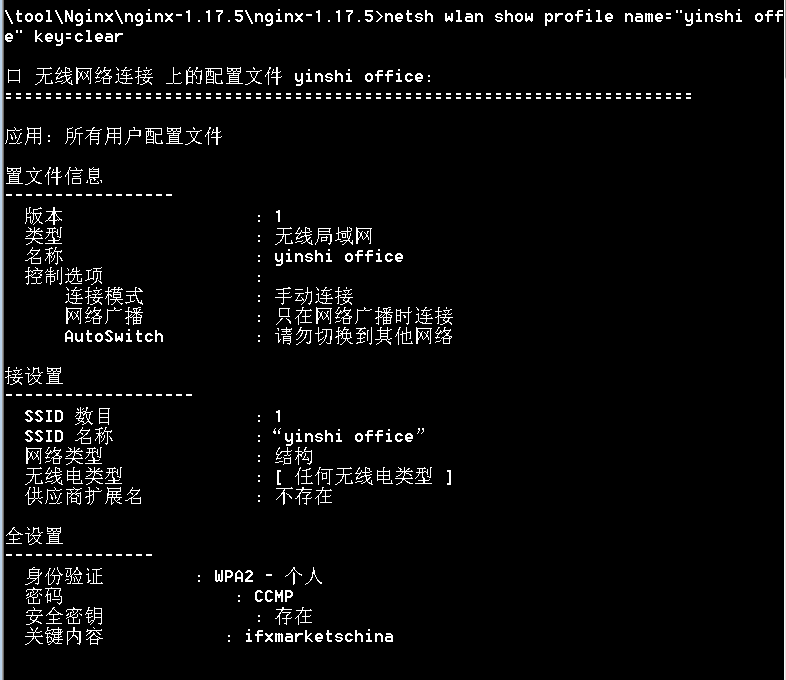 \tool\Nginx\nginx-1.17.5\nginx-1.17.5>netsh wlan show profile name="yinshi off
e" key=clear
口 无线网络连接 上的配置文件 yinshi office:
=====================================================================
应用: 所有用户配置文件
置文件信息
-----------------
版本 : 1
类型 : 无线局域网
名称 : yinshi office
控制选项 :
连接模式 : 手动连接
网络广播 : 只在网络广播时连接
AutoSwitch : 请勿切换到其他网络
接设置
-------------------
SSID 数目 : 1
SSID 名称 :“yinshi office”
网络类型 : 结构
无线电类型 : [ 任何无线电类型 ]
供应商扩展名 : 不存在
全设置
---------------
身份验证 : WPA2 - 个人
密码 : CCMP
安全密钥 : 存在
关键内容 : ifxmarketschina